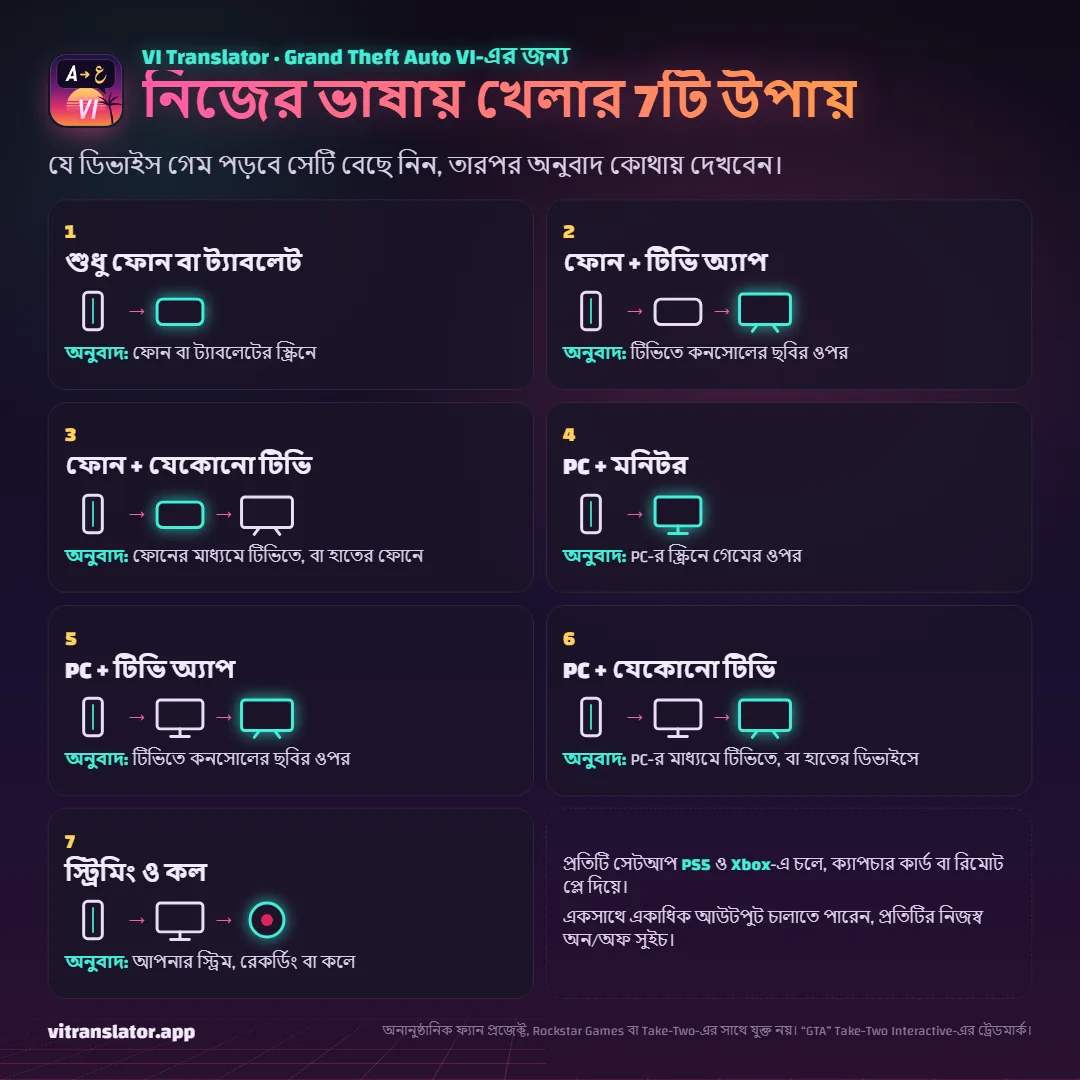 A→ع
VI
VI Translator · Grand Theft Auto VI-এর জন্য
নিজের ভাষায় খেলার 7টি উপায়
যে ডিভাইস গেম পড়বে সেটি বেছে নিন, তারপর অনুবাদ কোথায় দেখবেন।
1
শুধু ফোন বা ট্যাবলেট
→
অনুবাদ: ফোন বা ট্যাবলেটের স্ক্রিনে
2
ফোন + টিভি অ্যাপ
→ →
অনুবাদ: টিভিতে কনসোলের ছবির ওপর
3
ফোন + যেকোনো টিভি
→ →
অনুবাদ: ফোনের মাধ্যমে টিভিতে, বা হাতের ফোনে
4
PC + মনিটর
→
অনুবাদ: PC-র স্ক্রিনে গেমের ওপর
5
PC + টিভি অ্যাপ
→ →
অনুবাদ: টিভিতে কনসোলের ছবির ওপর
6
PC + যেকোনো টিভি
→ →
অনুবাদ: PC-র মাধ্যমে টিভিতে, বা হাতের ডিভাইসে
7
স্ট্রিমিং ও কল
→ →
অনুবাদ: আপনার স্ট্রিম, রেকর্ডিং বা কলে
প্রতিটি সেটআপ PS5 ও Xbox-এ চলে, ক্যাপচার কার্ড বা রিমোট
প্লে দিয়ে।
একসাথে একাধিক আউটপুট চালাতে পারেন, প্রতিটির নিজস্ব
অন/অফ সুইচ।
vitranslator.app
অনানুষ্ঠানিক ফ্যান প্রজেক্ট, Rockstar Games বা Take-Two-এর সাথে যুক্ত নয়। “GTA” Take-Two Interactive-এর ট্রেডমার্ক।